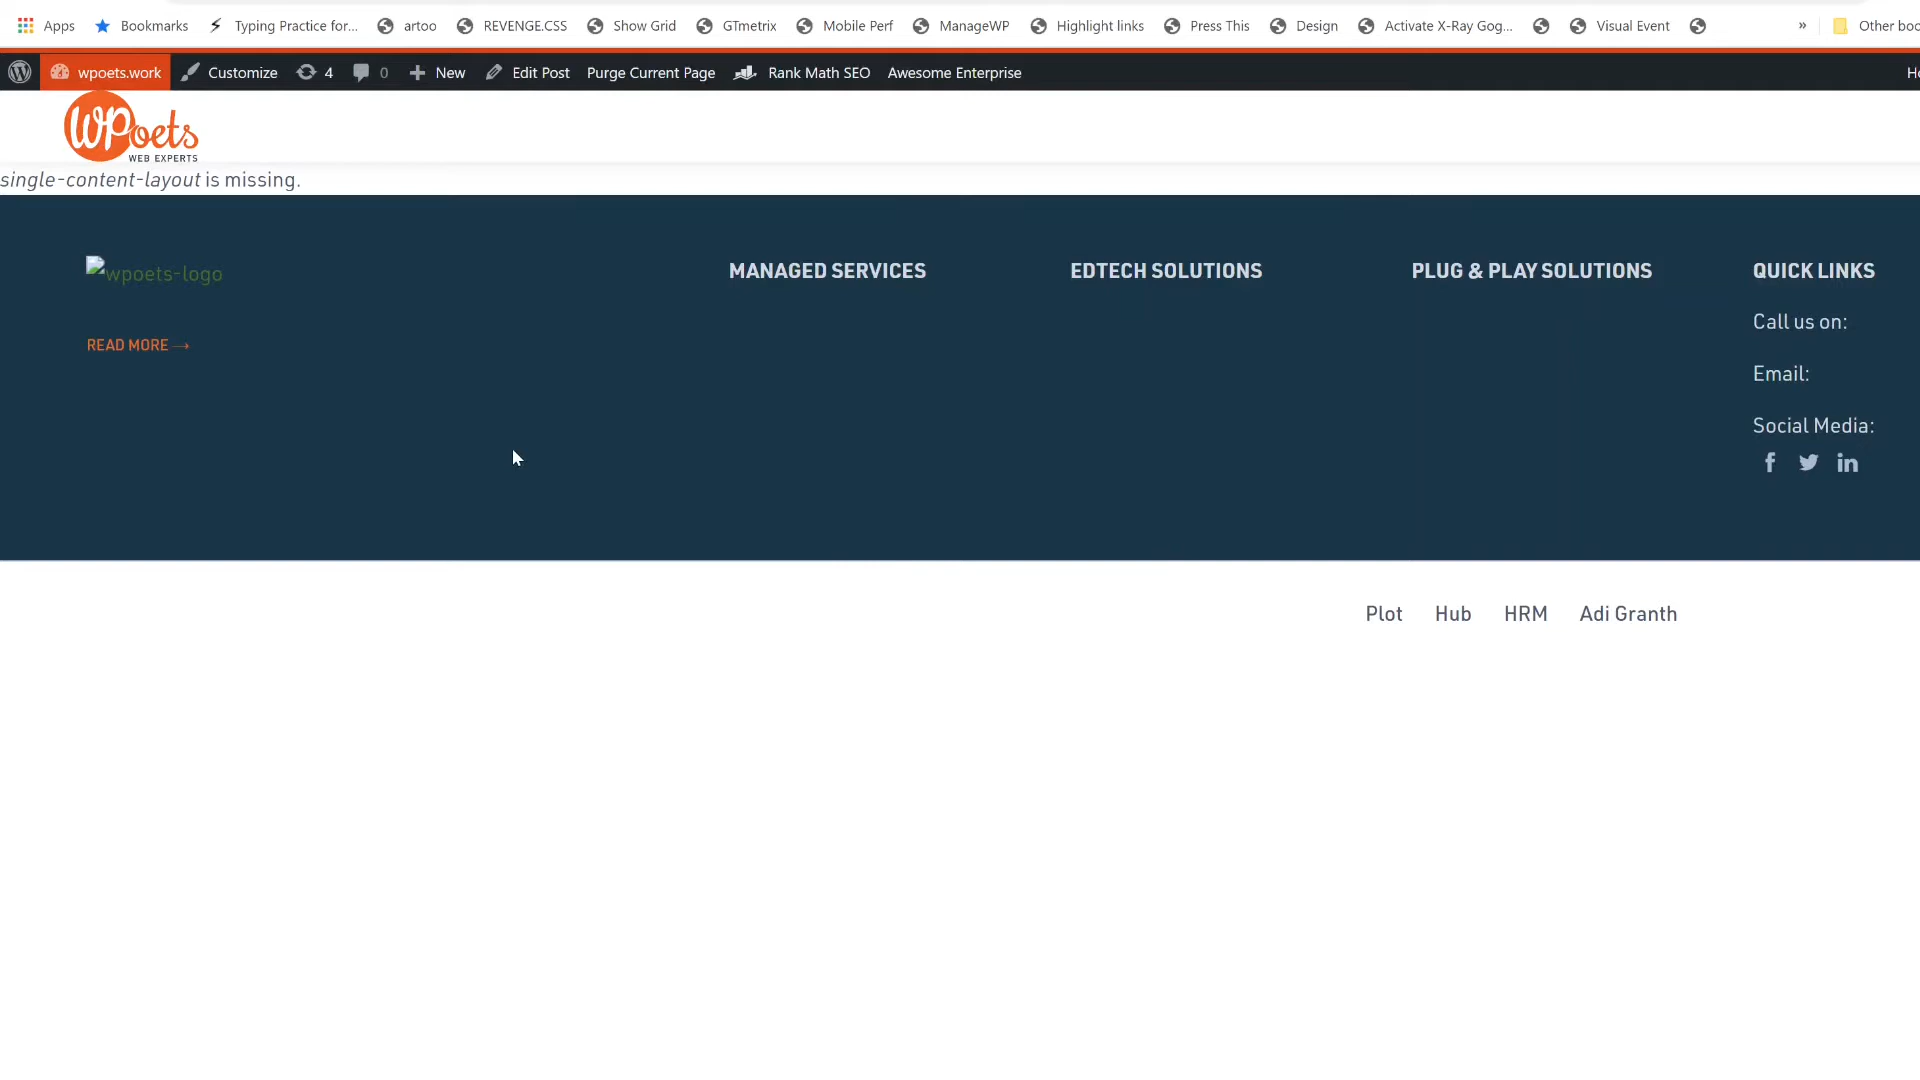 Apps Bookmarks Typing Practice for... artoo REVENGE.CSS Show Grid GTmetrix Mobile Perf ManageWP Highlight links Press This Design Activate X-Ray Gog... Visual Event » Other boo
wpoets.work Customize 4 0 New Edit Post Purge Current Page Rank Math SEO Awesome Enterprise Ho
WPoets
WEB EXPERTS
single-content-layout is missing.
wpoets-logo MANAGED SERVICES EDTECH SOLUTIONS PLUG & PLAY SOLUTIONS QUICK LINKS
Call us on:
READ MORE →
Email:
Social Media:
Plot Hub HRM Adi Granth